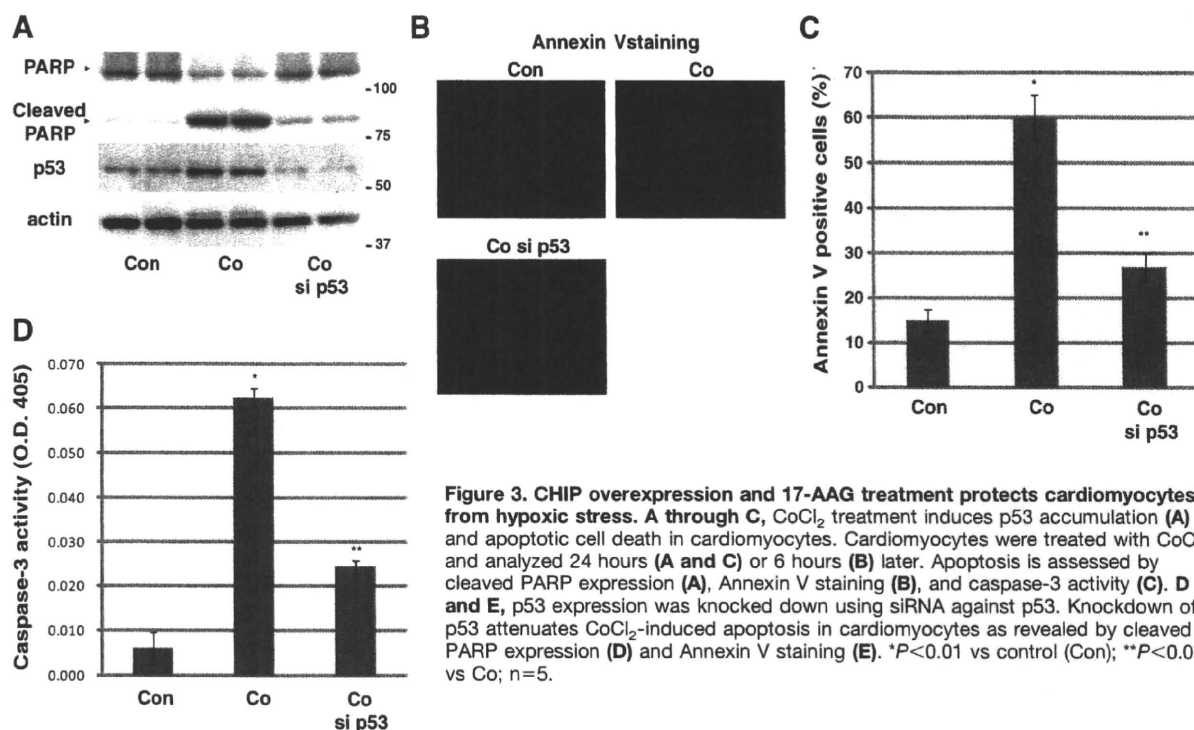 A
PARP
Cleaved
PARP
p53
actin
- 100
- 75
- 50
- 37
Con Co Co
si p53
B
Annexin Vstaining
Con Co
Co si p53
C
Annexin V positive cells (%)
70
60
50
40
30
20
10
0
*
**
Con Co Co
si p53
D
Caspase-3 activity (O.D. 405)
0.070
0.060
0.040
0.040
0.025
0.020
0.010
0.000
*
**
Con Co Co
si p53
Figure 3. CHIP overexpression and 17-AAG treatment protects cardiomyocytes
from hypoxic stress. A through C, CoCl2 treatment induces p53 accumulation (A)
and apoptotic cell death in cardiomyocytes. Cardiomyocytes were treated with CoC
and analyzed 24 hours (A and C) or 6 hours (B) later. Apoptosis is assessed by
cleaved PARP expression (A), Annexin V staining (B), and caspase-3 activity (C). D
and E, p53 expression was knocked down using siRNA against p53. Knockdown of
p53 attenuates CoCl2-induced apoptosis in cardiomyocytes as revealed by cleaved
PARP expression (D) and Annexin V staining (E). *P<0.01 vs control (Con); **P<0.0
vs Co; n=5.